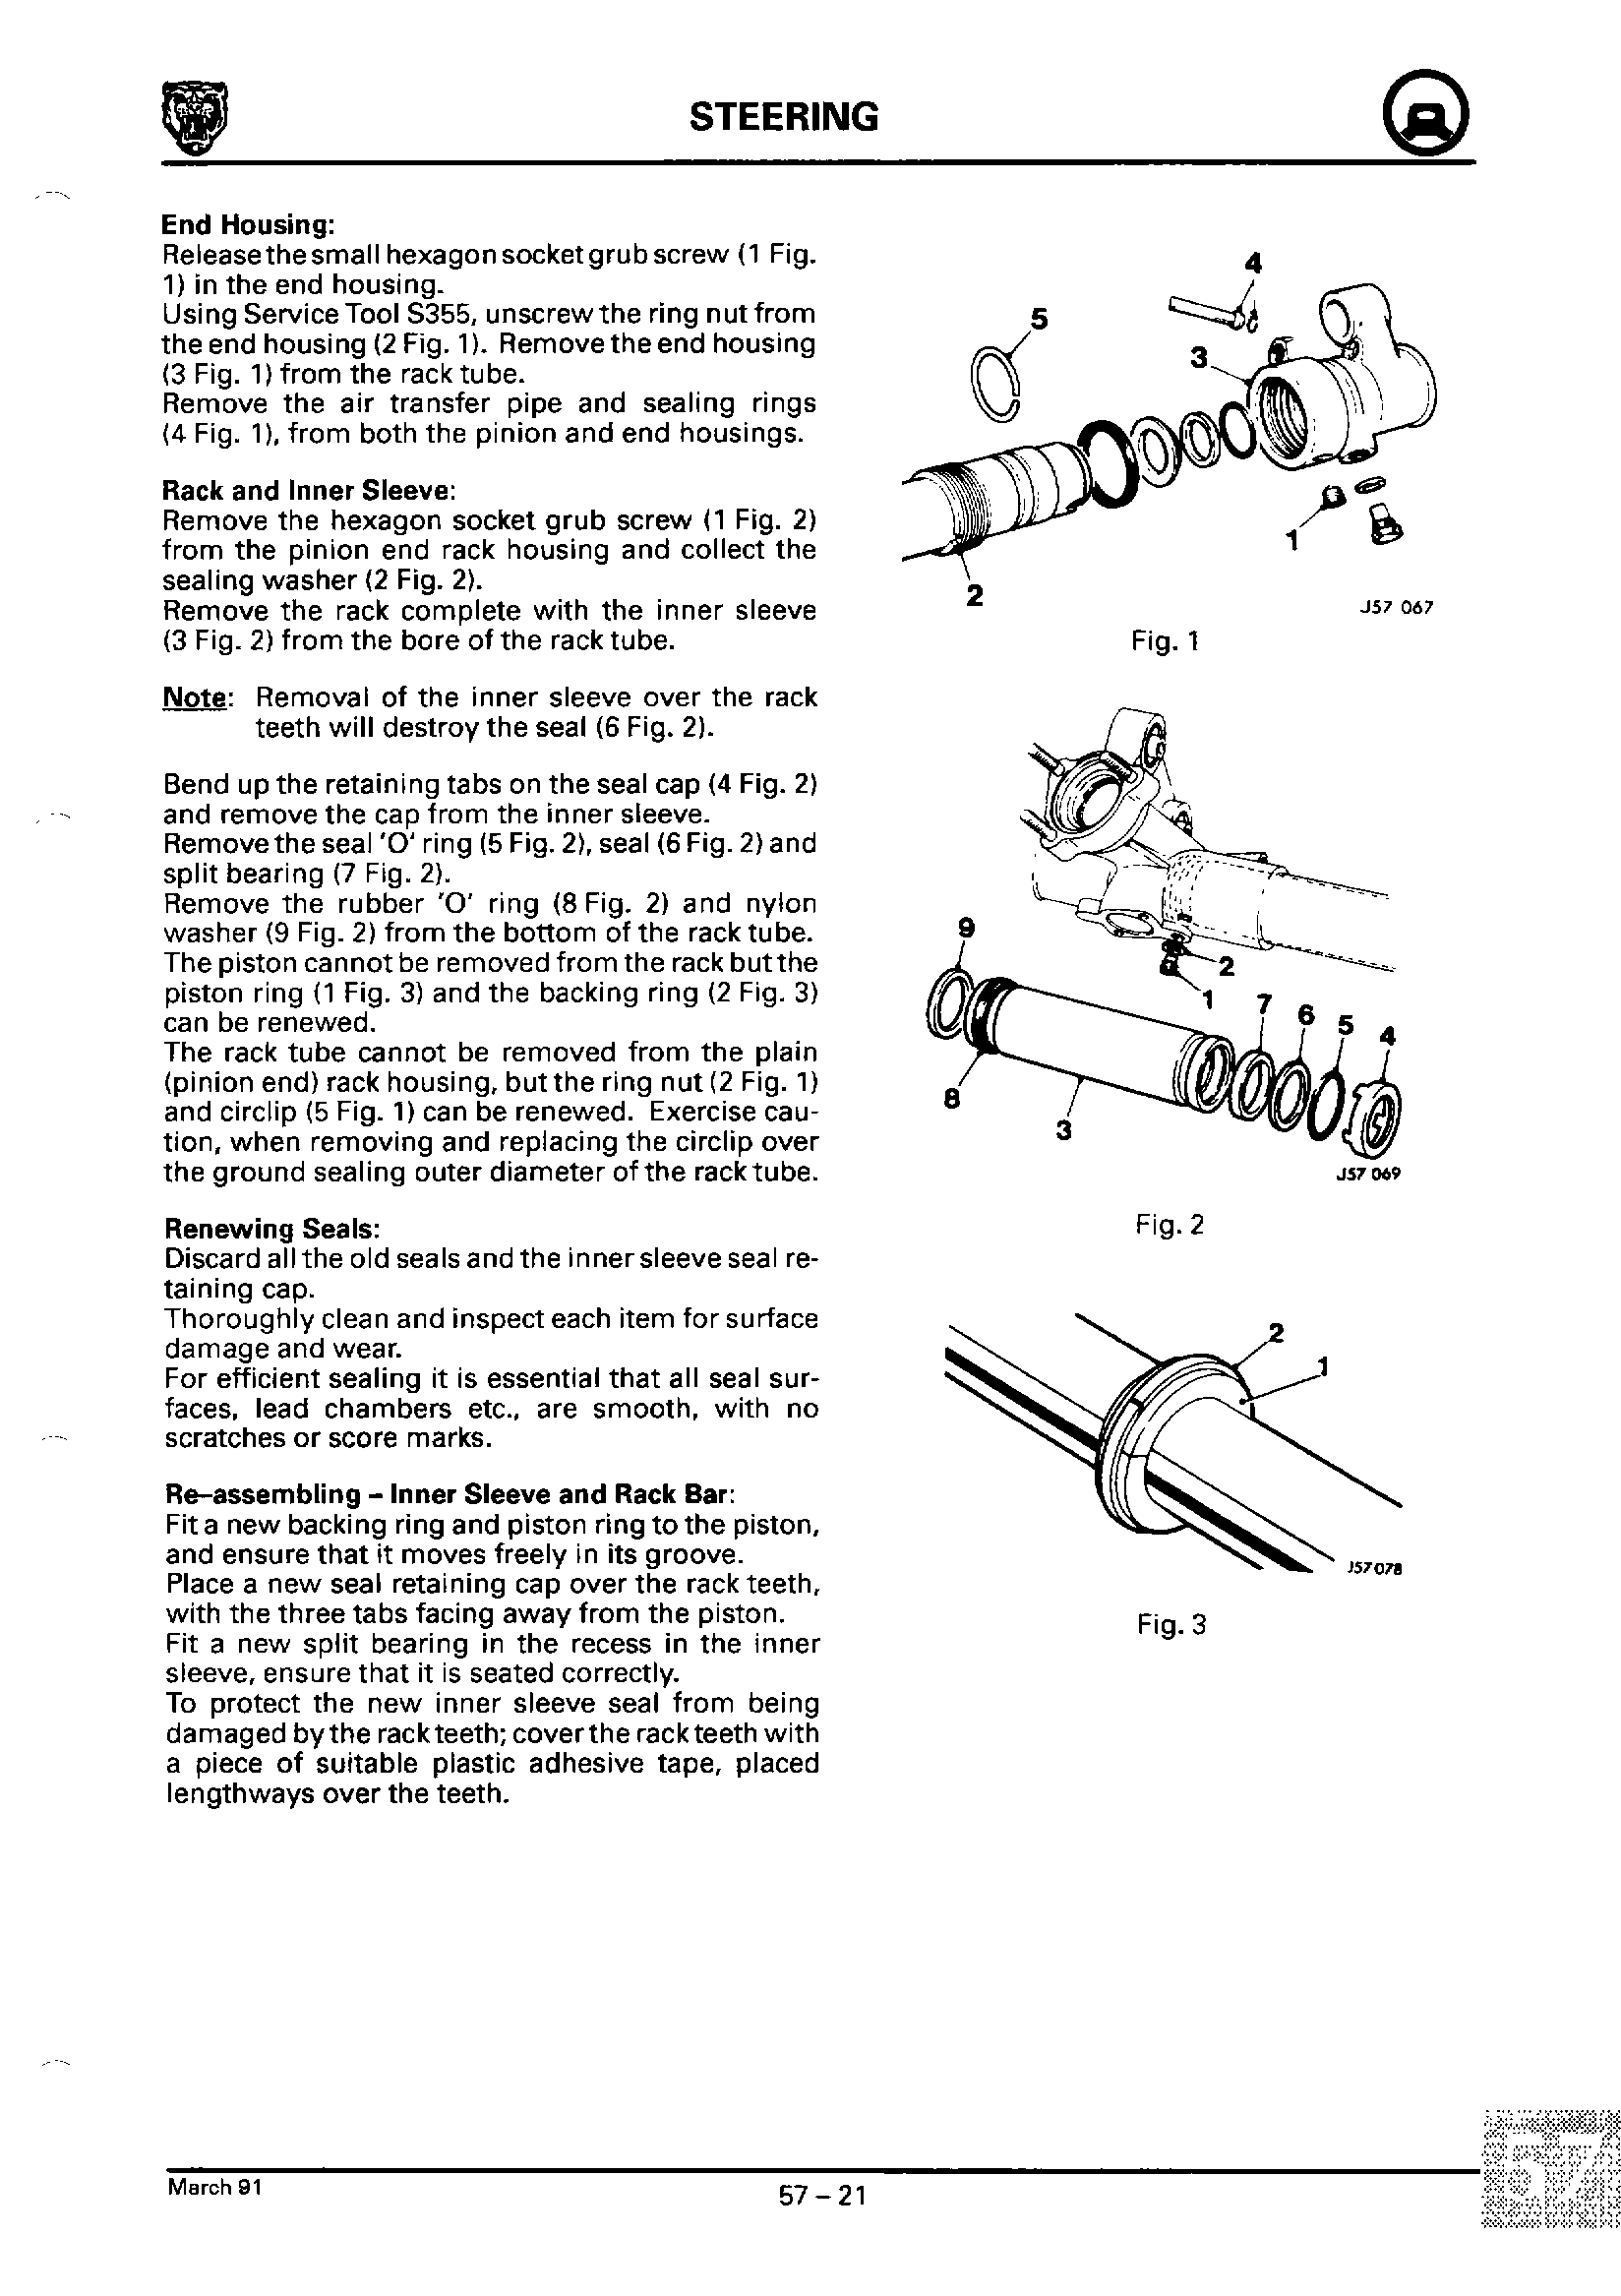 STEERING
End Housing:
Release the small hexagon socket grub screw (1 Fig.
1) in the end housing.
Using Service Tool S355, unscrew the ring nut from
the end housing (2 Fig. 1). Remove the end housing
(3 Fig. 1) from the rack tube.
Remove the air transfer pipe and sealing rings
(4 Fig. 1), from both the pinion and end housings.
Rack and Inner Sleeve:
Remove the hexagon socket grub screw (1 Fig. 2)
from the pinion end rack housing and collect the
sealing washer (2 Fig. 2).
Remove the rack complete with the inner sleeve
(3 Fig. 2) from the bore of the rack tube.
Note: Removal of the inner sleeve over the rack
teeth will destroy the seal (6 Fig. 2).
Bend up the retaining tabs on the seal cap (4 Fig. 2)
and remove the cap from the inner sleeve.
Remove the seal 'O' ring (5 Fig. 2), seal (6 Fig. 2) and
split bearing (7 Fig. 2).
Remove the rubber 'O' ring (8 Fig. 2) and nylon
washer (9 Fig. 2) from the bottom of the rack tube.
The piston cannot be removed from the rack but the
piston ring (1 Fig. 3) and the backing ring (2 Fig. 3)
can be renewed.
The rack tube cannot be removed from the plain
(pinion end) rack housing, but the ring nut (2 Fig. 1)
and circlip (5 Fig. 1) can be renewed. Exercise cau-
tion, when removing and replacing the circlip over
the ground sealing outer diameter of the rack tube.
Renewing Seals:
Discard all the old seals and the inner sleeve seal re-
taining cap.
Thoroughly clean and inspect each item for surface
damage and wear.
For efficient sealing it is essential that all seal sur-
faces, lead chambers etc., are smooth, with no
scratches or score marks.
Re-assembling – Inner Sleeve and Rack Bar:
Fit a new backing ring and piston ring to the piston,
and ensure that it moves freely in its groove.
Place a new seal retaining cap over the rack teeth,
with the three tabs facing away from the piston.
Fit a new split bearing in the recess in the inner
sleeve, ensure that it is seated correctly.
To protect the new inner sleeve seal from being
damaged by the rack teeth; cover the rack teeth with
a piece of suitable plastic adhesive tape, placed
lengthways over the teeth.
4
5
3
1
2
J57 067
Fig. 1
9
2
1
7
6
5
4
8
3
J57 069
Fig. 2
2
1
J57 078
Fig. 3
March 91
57 – 21
57